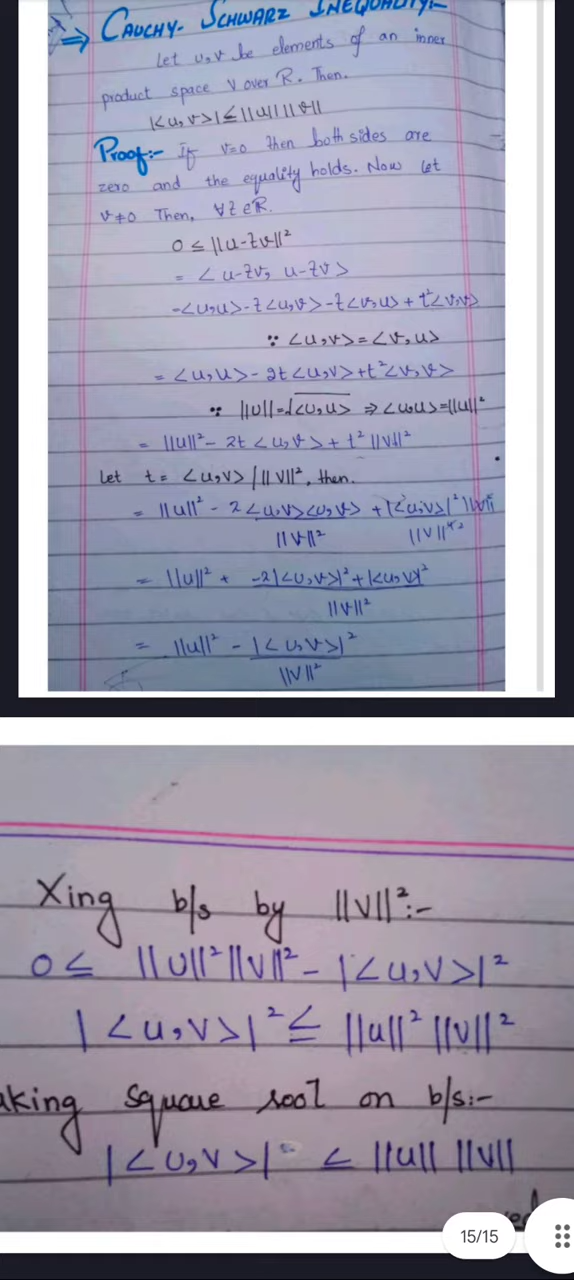 ⇒ CAUCHY- SCHWARZ INEQUALITY:-
Let u,v be elements of an inner
product space V over R. Then.
|<u,v>| ≤ ||u|| ||v||
Proof:- If v=0 then both sides are
zero and the equality holds. Now let
v≠0 Then, ∀ t ∈ R.
0 ≤ ||u-tv||²
= <u-tv, u-tv>
=<u,u>-t<u,v>-t<v,u>+t²<v,v>
∵ <u,v>=<v,u>
= <u,u>-2t<u,v>+t²<v,v>
∵ ||u||=√<u,u> ⇒ <u,u>=||u||²
= ||u||²- 2t <u,v> + t² ||v||²
Let t= <u,v> / ||v||², then.
= ||u||² - 2<u,v><u,v> + |<u,v>|² ||v||²
||v||² ||v||⁴
= ||u||² + -2|<u,v>|²+|<u,v>|²
||v||²
= ||u||² - |<u,v>|²
||v||²
Xing b/s by ||v||²:-
0≤ ||u||²||v||²- |<u,v>|²
|<u,v>|² ≤ ||u||² ||v||²
aking square root on b/s:-
|<u,v>| ≤ ||u|| ||v||
ed
15/15